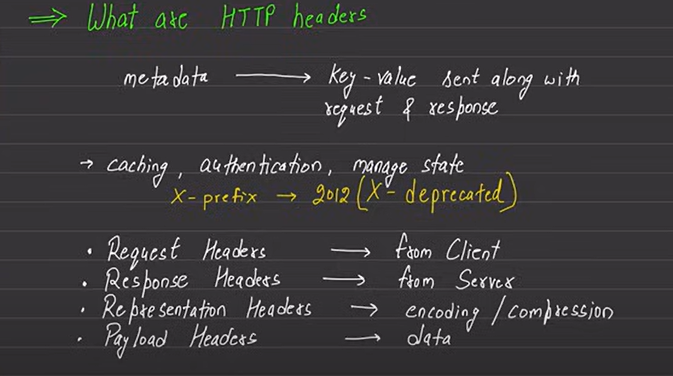 ⇒ What are HTTP headers
metadata → Key-value sent along with
request & response
→ caching, authentication, manage state
X-prefix → 2012 (X- deprecated)
• Request Headers → from Client
• Response Headers → from Server
• Representation Headers → encoding / compression
• Payload Headers → data